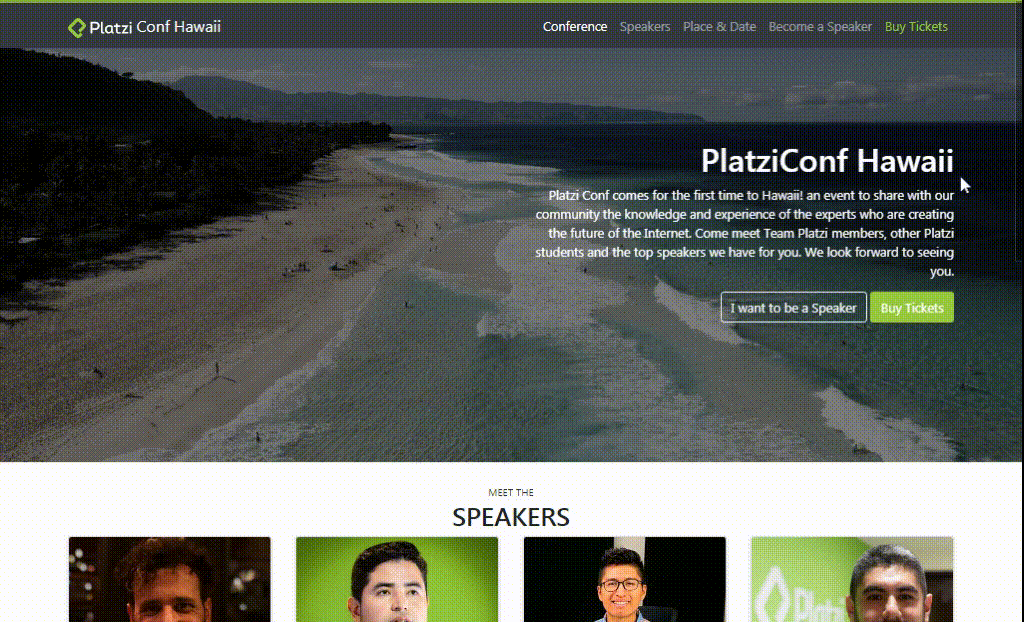 Platzi Conf Hawaii
Conference Speakers Place & Date Become a Speaker Buy Tickets
PlatziConf Hawaii
Platzi Conf comes for the first time to Hawaii! an event to share with our
community the knowledge and experience of the experts who are creating
the future of the Internet. Come meet Team Platzi members, other Platzi
students and the top speakers we have for you. We look forward to seeing
you.
I want to be a Speaker Buy Tickets
MEET THE
SPEAKERS
Platzi